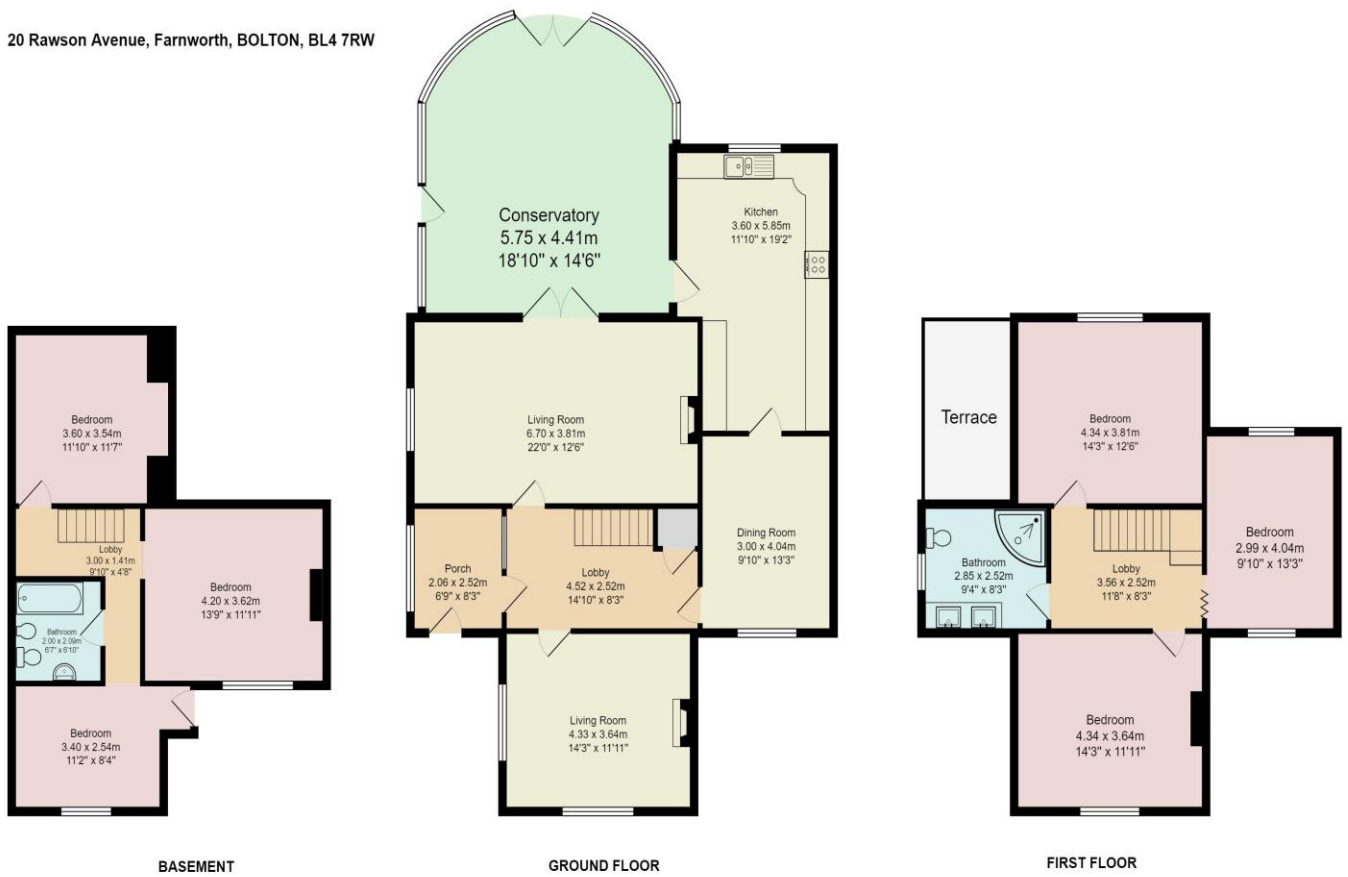 20 Rawson Avenue, Farnworth, BOLTON, BL4 7RW
Bedroom
3.60 x 3.54m
11'10" x 11'7"
Lobby
3.00 x 1.41m
9'10" x 4'8"
Bedroom
4.20 x 3.62m
13'9" x 11'11"
Bathroom
2.00 x 2.09m
6'7" x 6'10"
Bedroom
3.40 x 2.54m
11'2" x 8'4"
BASEMENT
Conservatory
5.75 x 4.41m
18'10" x 14'6"
Kitchen
3.60 x 5.85m
11'10" x 19'2"
Living Room
6.70 x 3.81m
22'0" x 12'6"
Porch
2.06 x 2.52m
6'9" x 8'3"
Lobby
4.52 x 2.52m
14'10" x 8'3"
Dining Room
3.00 x 4.04m
9'10" x 13'3"
Living Room
4.33 x 3.64m
14'3" x 11'11"
GROUND FLOOR
Terrace
Bedroom
4.34 x 3.81m
14'3" x 12'6"
Bathroom
2.85 x 2.52m
9'4" x 8'3"
Lobby
3.56 x 2.52m
11'8" x 8'3"
Bedroom
2.99 x 4.04m
9'10" x 13'3"
Bedroom
4.34 x 3.64m
14'3" x 11'11"
FIRST FLOOR